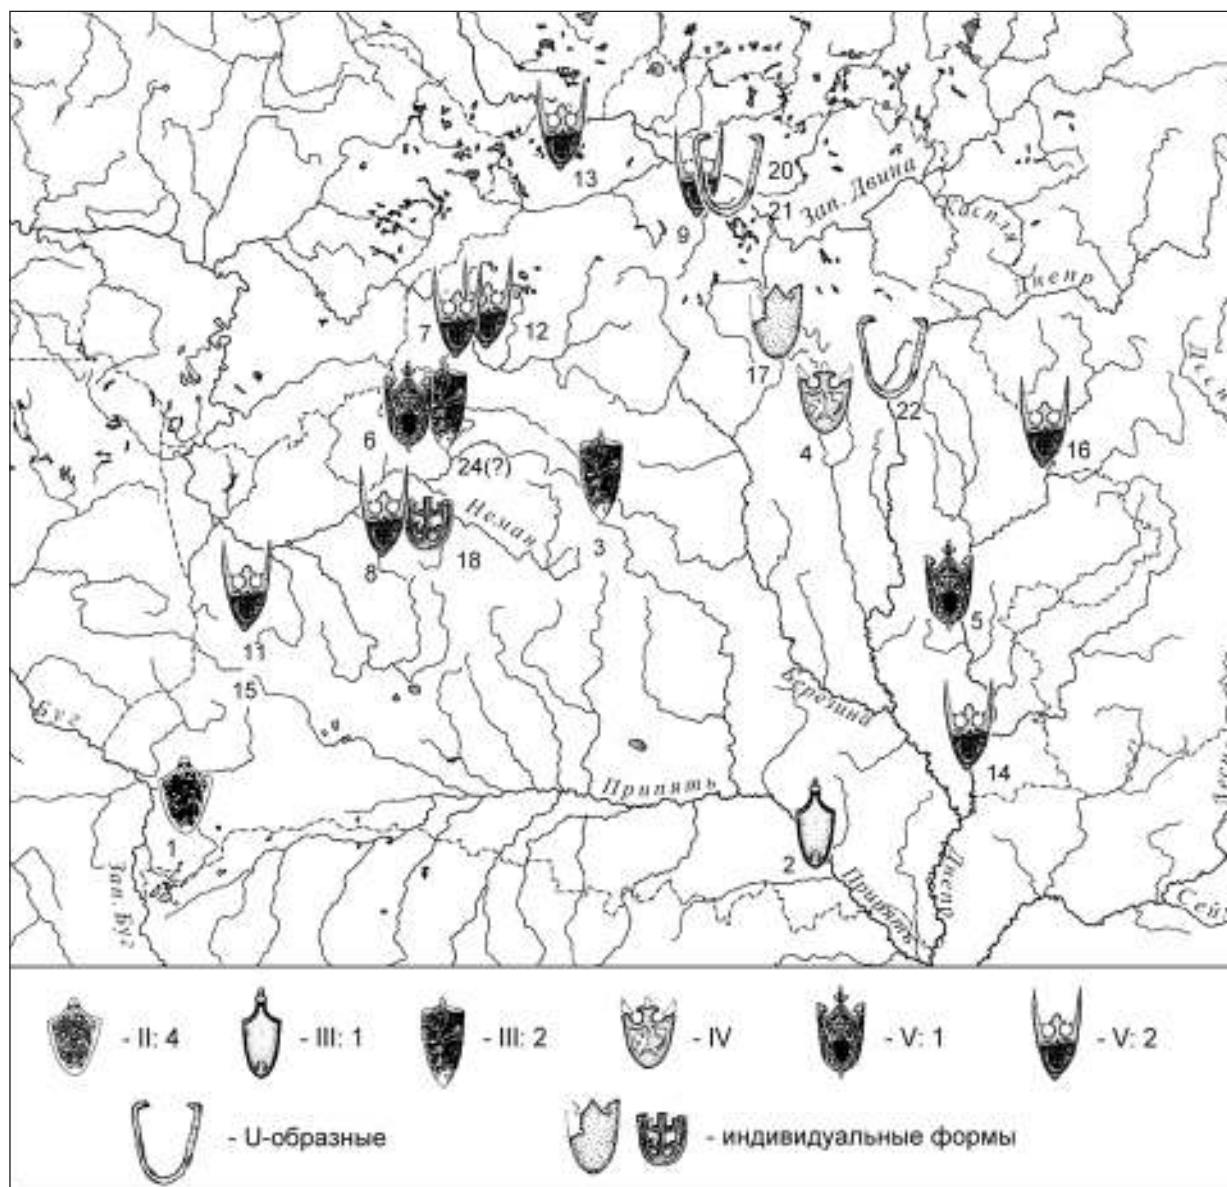 13
20
Зап. Двина
21
Каспля
9
Днепр
7
12
17
22
4
6
16
24(?)
Неман
3
8
18
5
11
15
Березина
Буг
14
Припять
1
2
Зап. Буг
Припять
Днепр
- II: 4
- III: 1
- III: 2
- IV
- V: 1
- V: 2
- U-образные
- индивидуальные формы